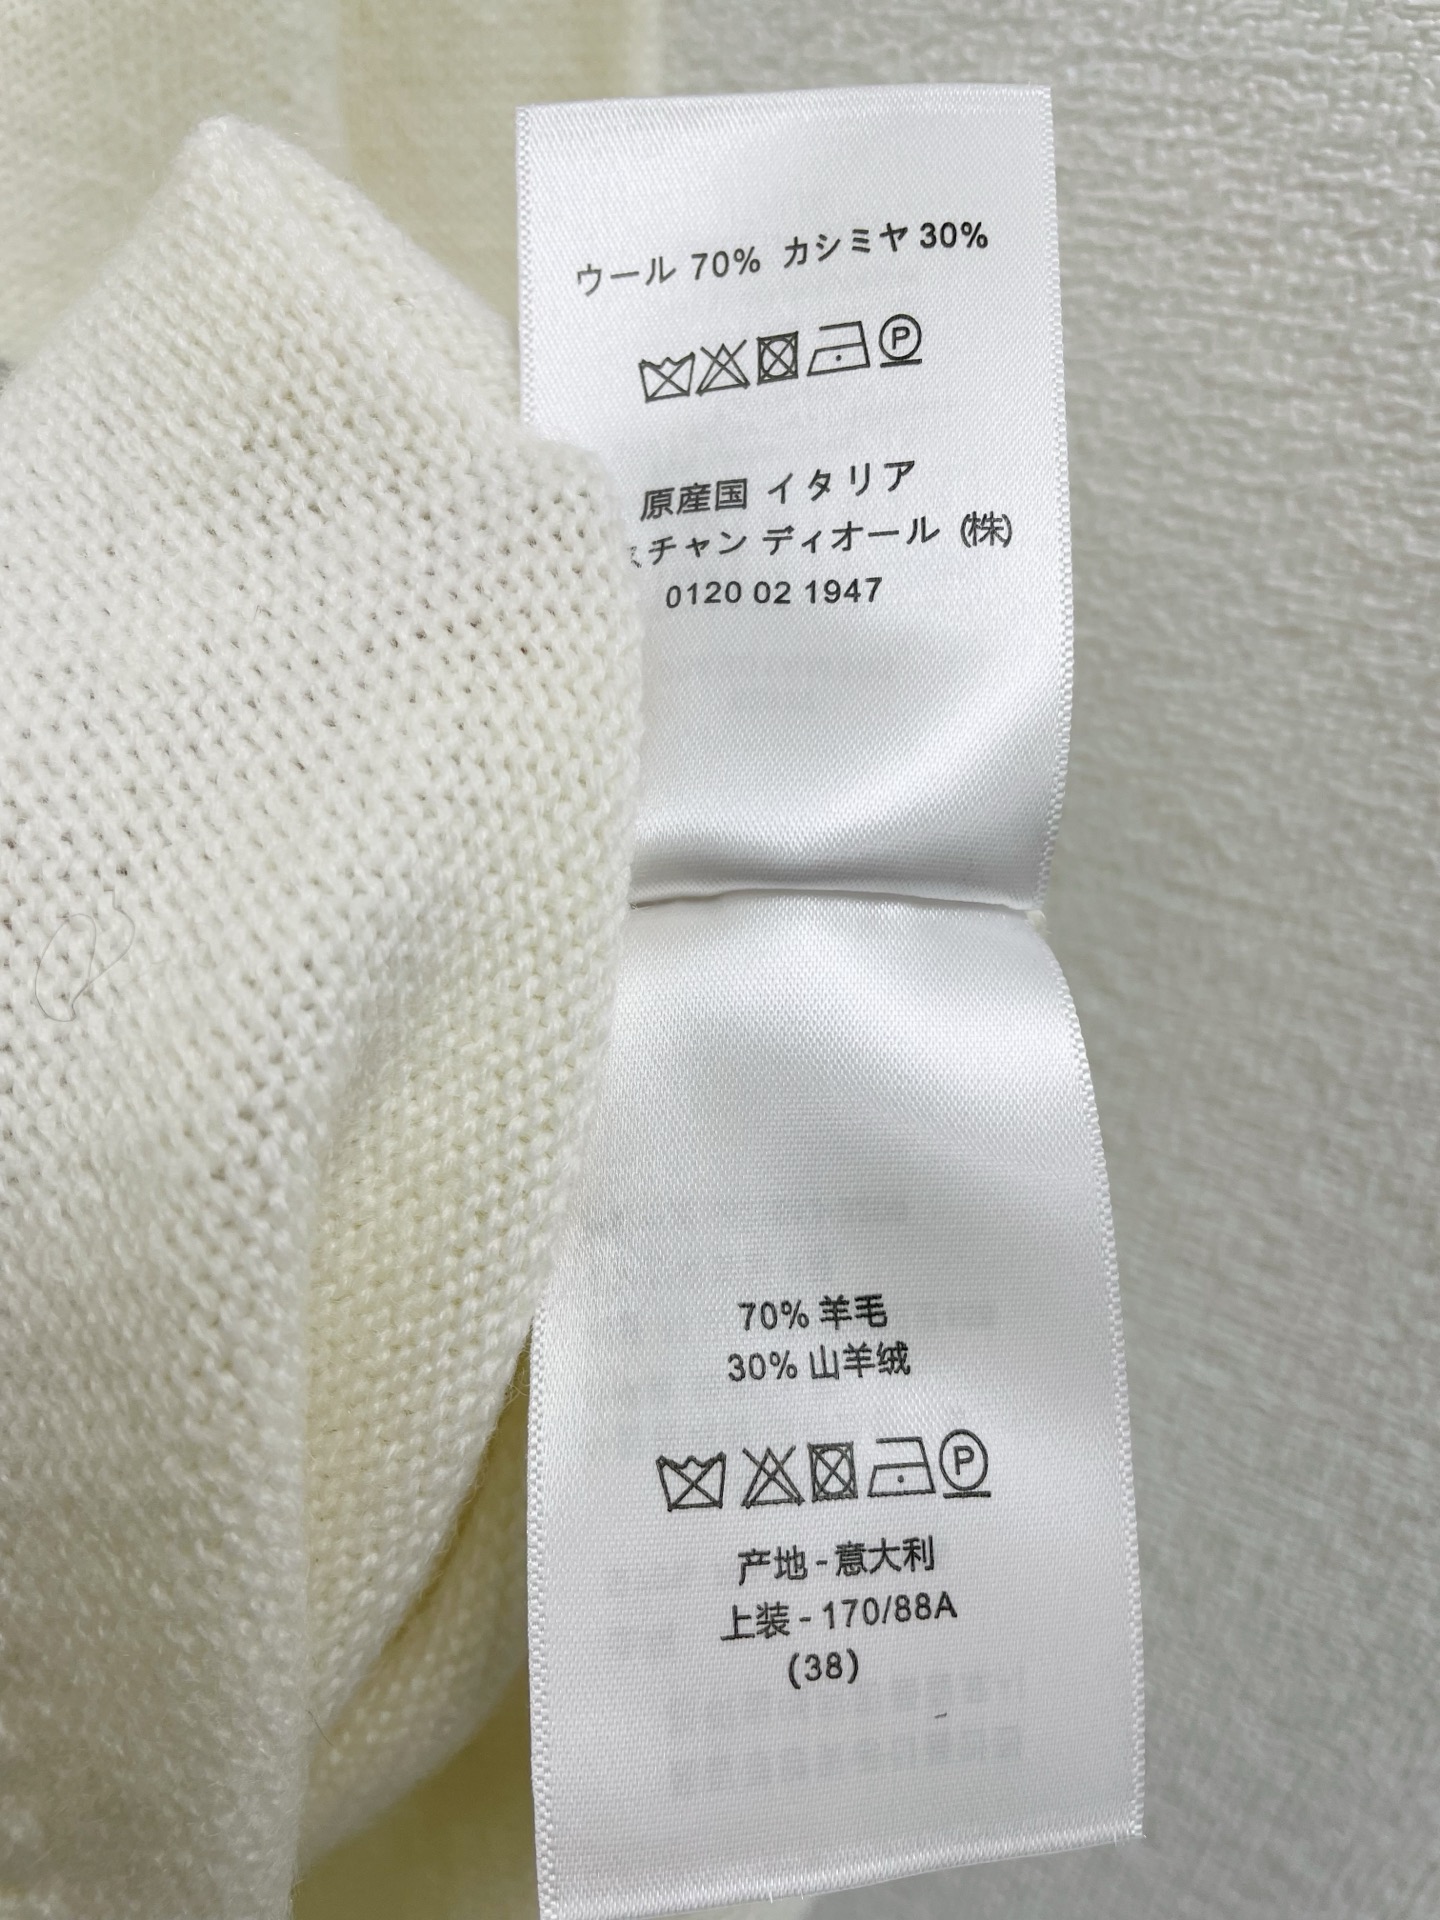 ウール 70% カシミヤ 30%
P
原産国 イタリア
スチャン ディオール (株)
0120 02 1947
70% 羊毛
30% 山羊绒
P
产地 - 意大利
上装 - 170/88A
(38)